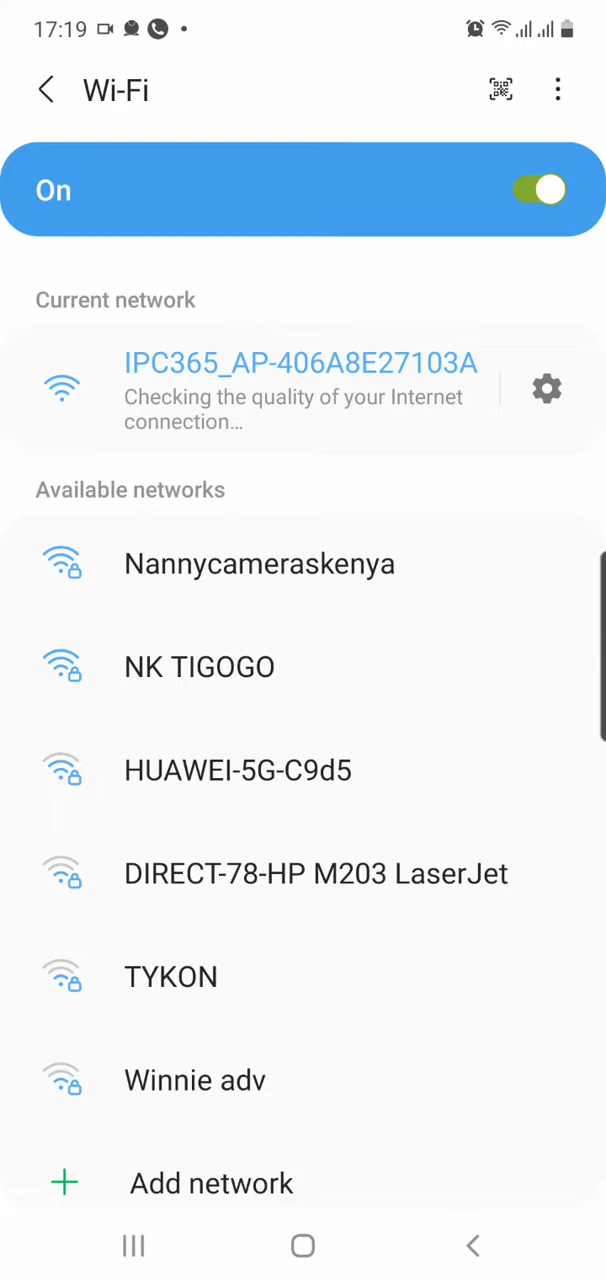 17:19
Wi-Fi
On
Current network
IPC365_AP-406A8E27103A
Checking the quality of your Internet
connection...
Available networks
Nannycameraskenya
NK TIGOGO
HUAWEI-5G-C9d5
DIRECT-78-HP M203 LaserJet
TYKON
Winnie adv
Add network